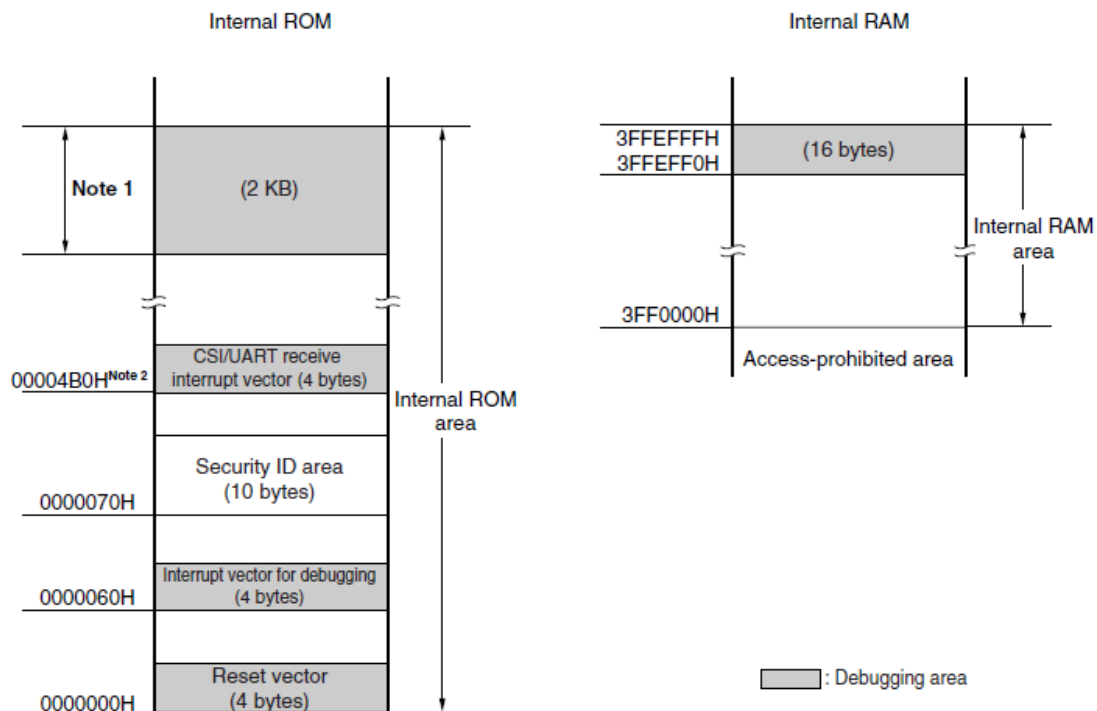 Internal ROM
Note 1
(2 KB)
CSI/UART receive
interrupt vector (4 bytes)
00004B0H Note 2
Internal ROM
area
Security ID area
(10 bytes)
0000070H
Interrupt vector for debugging
(4 bytes)
0000060H
Reset vector
(4 bytes)
0000000H
Internal RAM
3FFEFFFH
3FFEFF0H
(16 bytes)
Internal RAM
area
3FF0000H
Access-prohibited area
: Debugging area